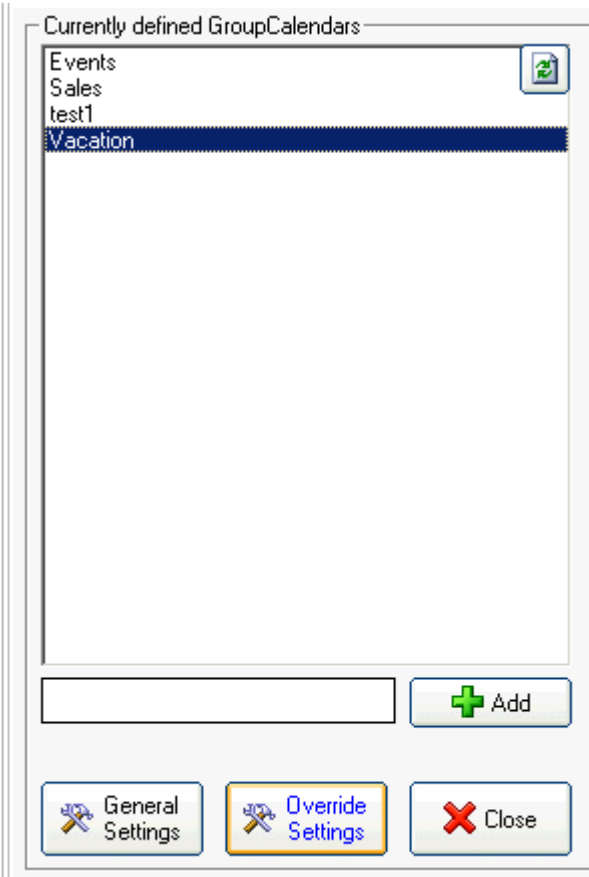 Currently defined GroupCalendars
Events
Sales
test1
Vacation
Add
General
Settings
Override
Settings
Close